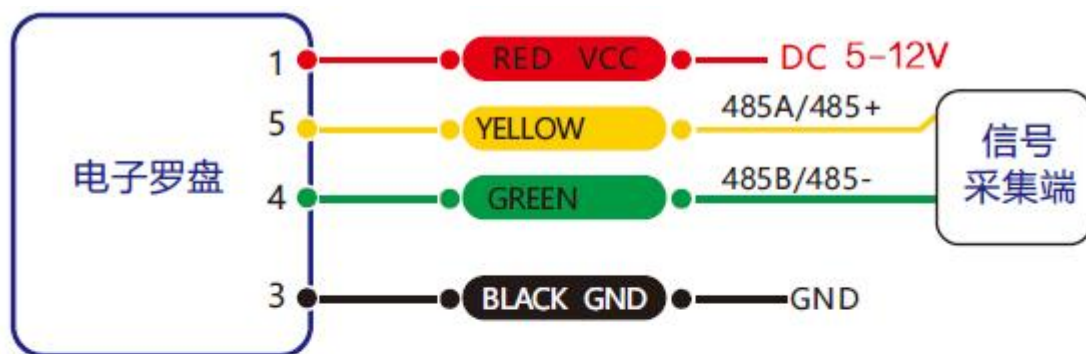 电子罗盘
1 RED VCC DC 5-12V
5 YELLOW 485A/485+
4 GREEN 485B/485-
3 BLACK GND GND
信号
采集端